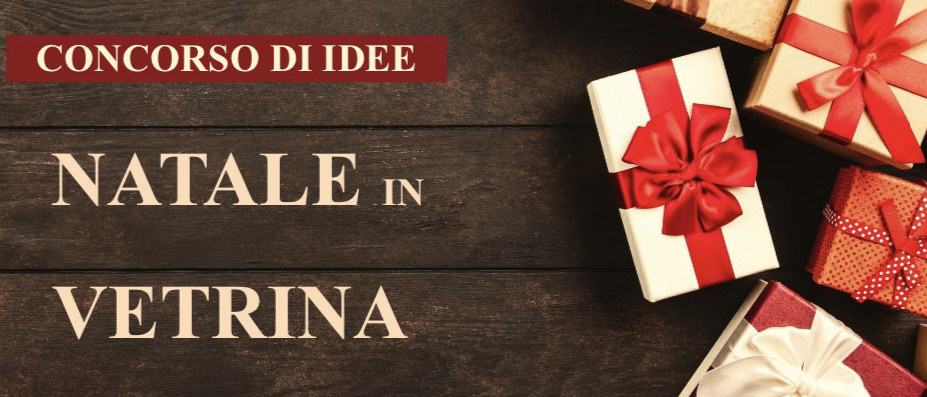 CONCORSO DI IDEE
NATALE IN
VETRINA